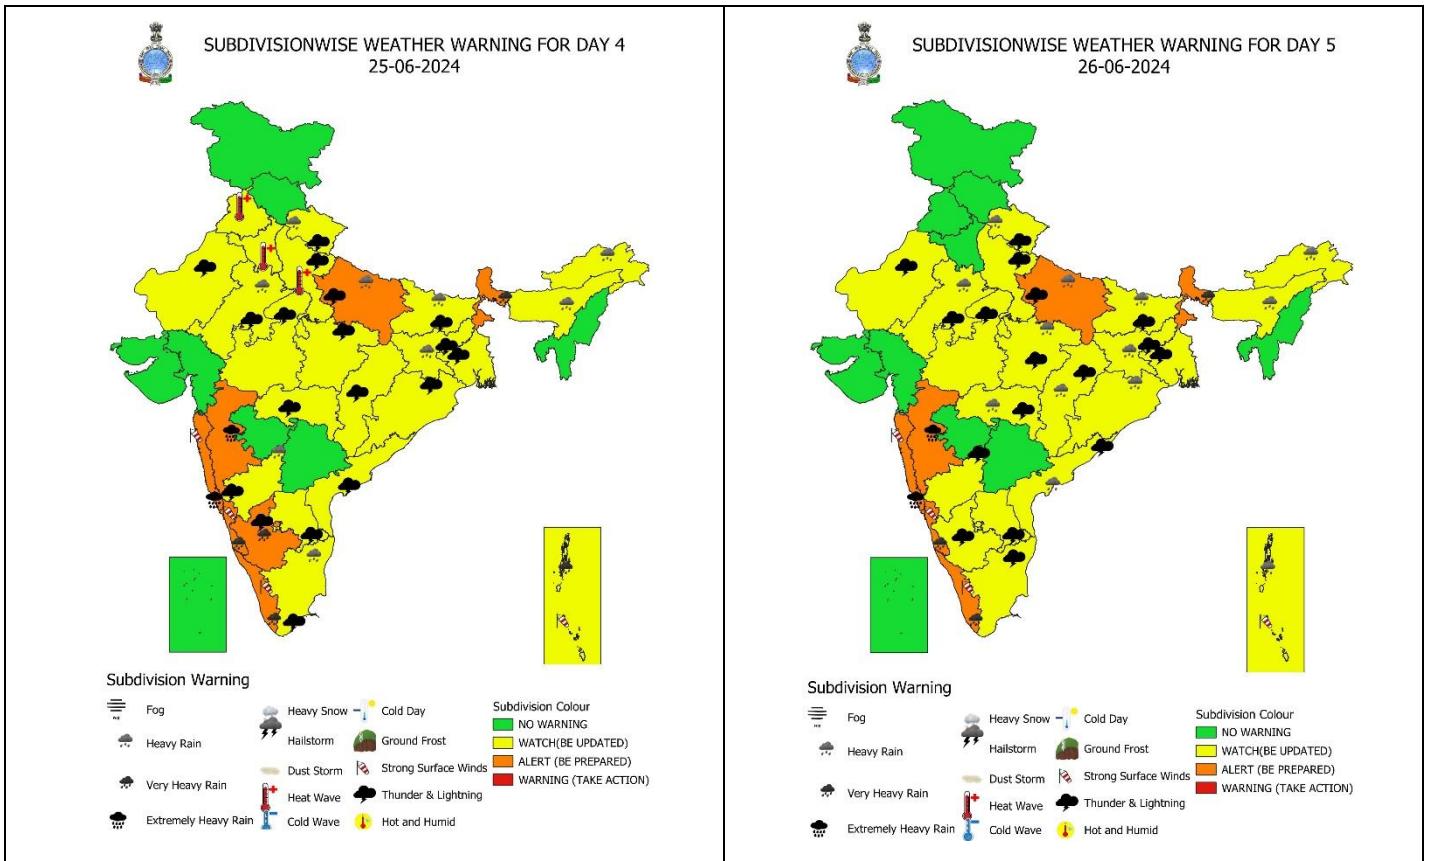 SUBDIVISIONWISE WEATHER WARNING FOR DAY 4
25-06-2024
Subdivision Warning
Fog
Heavy Rain
Very Heavy Rain
Extremely Heavy Rain
Heavy Snow
Hailstorm
Dust Storm
Heat Wave
Cold Wave
Cold Day
Ground Frost
Strong Surface Winds
Thunder & Lightning
Hot and Humid
Subdivision Colour
NO WARNING
WATCH(BE UPDATED)
ALERT (BE PREPARED)
WARNING (TAKE ACTION)
SUBDIVISIONWISE WEATHER WARNING FOR DAY 5
26-06-2024
Subdivision Warning
Fog
Heavy Rain
Very Heavy Rain
Extremely Heavy Rain
Heavy Snow
Hailstorm
Dust Storm
Heat Wave
Cold Wave
Cold Day
Ground Frost
Strong Surface Winds
Thunder & Lightning
Hot and Humid
Subdivision Colour
NO WARNING
WATCH(BE UPDATED)
ALERT (BE PREPARED)
WARNING (TAKE ACTION)